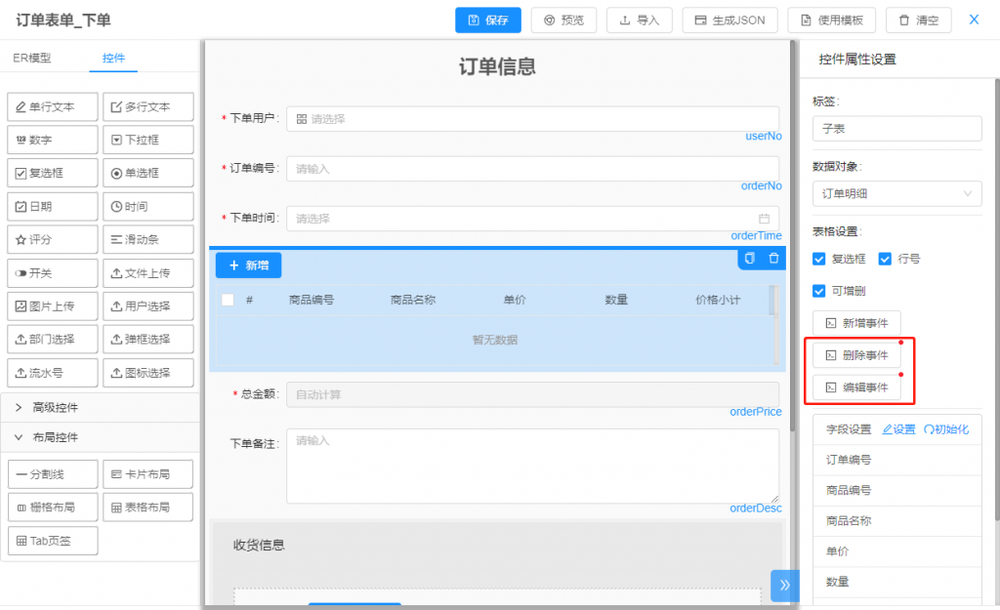 订单表单_下单
保存
预览
导入
生成JSON
使用模板
清空
X
ER模型
控件
单行文本
多行文本
数字
下拉框
复选框
单选框
日期
时间
评分
滑动条
开关
文件上传
图片上传
用户选择
部门选择
弹框选择
流水号
图标选择
高级控件
布局控件
分割线
卡片布局
栅格布局
表格布局
Tab页签
订单信息
* 下单用户:
请选择
userNo
* 订单编号:
请输入
orderNo
* 下单时间:
请选择
orderTime
+ 新增
# 商品编号 商品名称 单价 数量 价格小计
暂无数据
* 总金额:
自动计算
orderPrice
下单备注:
请输入
orderDesc
收货信息
控件属性设置
标签:
子表
数据对象:
订单明细
表格设置:
复选框
行号
可增删
新增事件
删除事件
编辑事件
字段设置
设置
初始化
订单编号
商品编号
商品名称
单价
数量